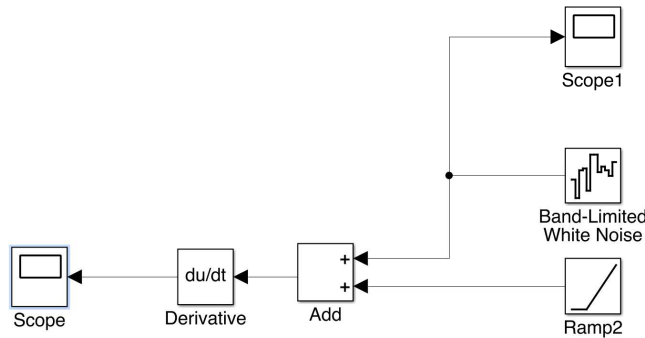 Scope1
Band-Limited
White Noise
+
+
du/dt
Scope
Derivative
Add
Ramp2